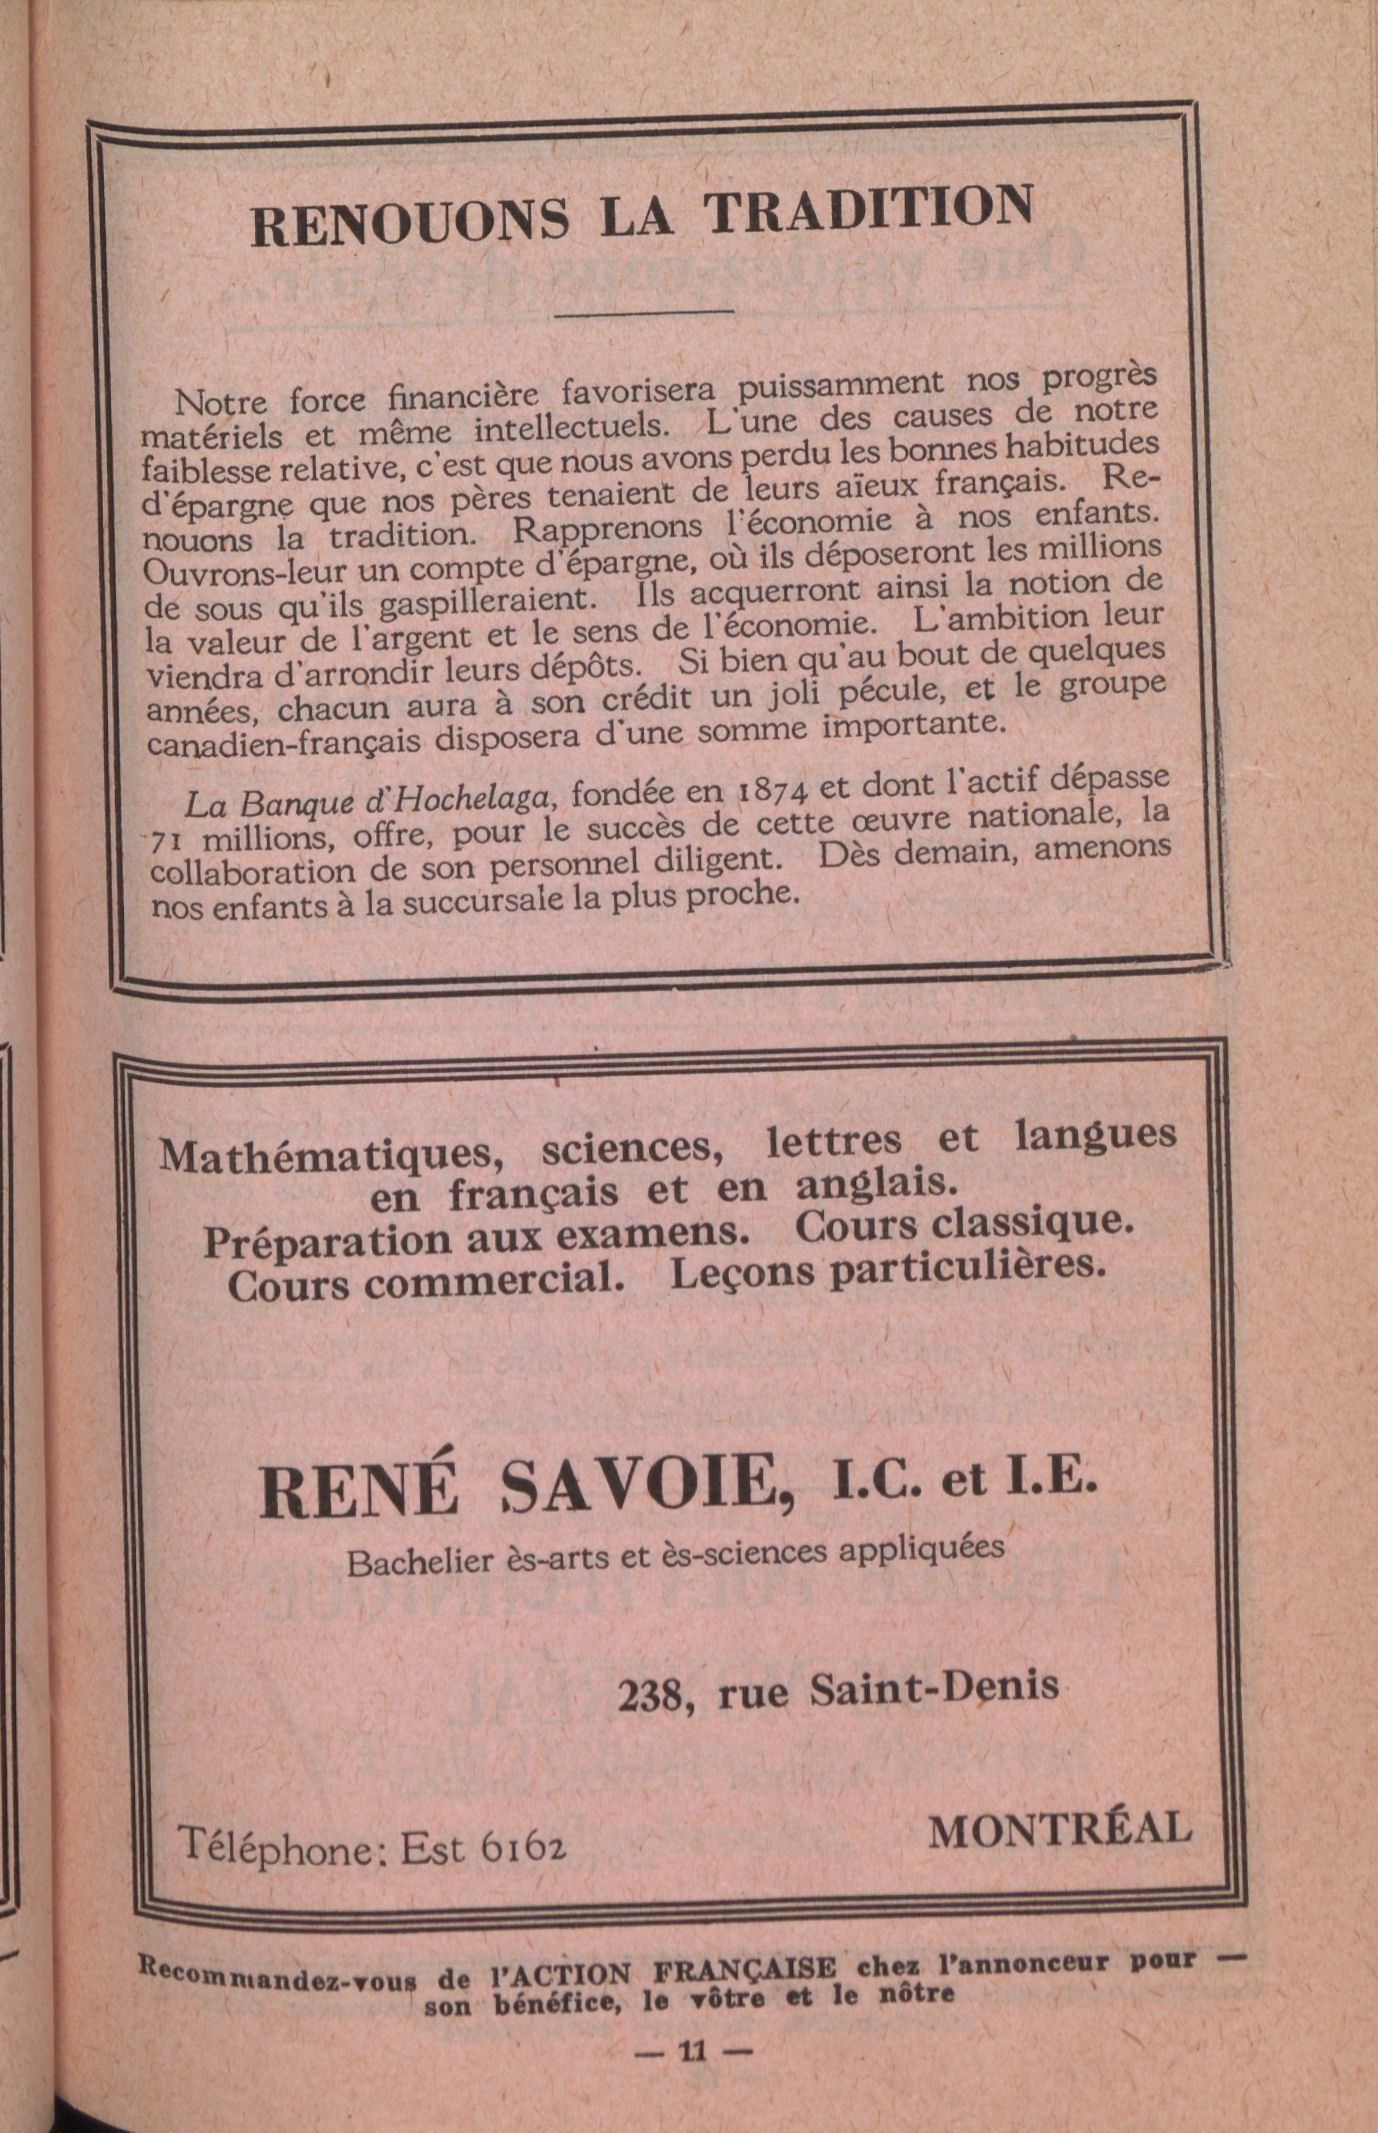 RENOUONS LA TRADITION
Notre force financière favorisera puissamment nos progrès
matériels et même intellectuels. L'une des causes de notre
faiblesse relative, c'est que nous avons perdu les bonnes habitudes
d'épargne que nos pères tenaient de leurs aïeux français. Re-
nouons la tradition. Rapprenons l'économie à nos enfants.
Ouvrons-leur un compte d'épargne, où ils déposeront les millions
de sous qu'ils gaspilleraient. Ils acquerront ainsi la notion de
la valeur de l'argent et le sens de l'économie. L'ambition leur
viendra d'arrondir leurs dépôts. Si bien qu'au bout de quelques
années, chacun aura à son crédit un joli pécule, et le groupe
canadien-français disposera d'une somme importante.
La Banque d'Hochelaga, fondée en 1874 et dont l'actif dépasse
71 millions, offre, pour le succès de cette œuvre nationale, la
collaboration de son personnel diligent. Dès demain, amenons
nos enfants à la succursale la plus proche.
Mathématiques, sciences, lettres et langues
en français et en anglais.
Préparation aux examens. Cours classique.
Cours commercial. Leçons particulières.
RENÉ SAVOIE, I.C. et I.E.
Bachelier ès-arts et ès-sciences appliquées
238, rue Saint-Denis
Téléphone: Est 6162 MONTRÉAL
Recommandez-vous de l'ACTION FRANÇAISE chez l'annonceur pour —
son bénéfice, le vôtre et le nôtre
— 11 —